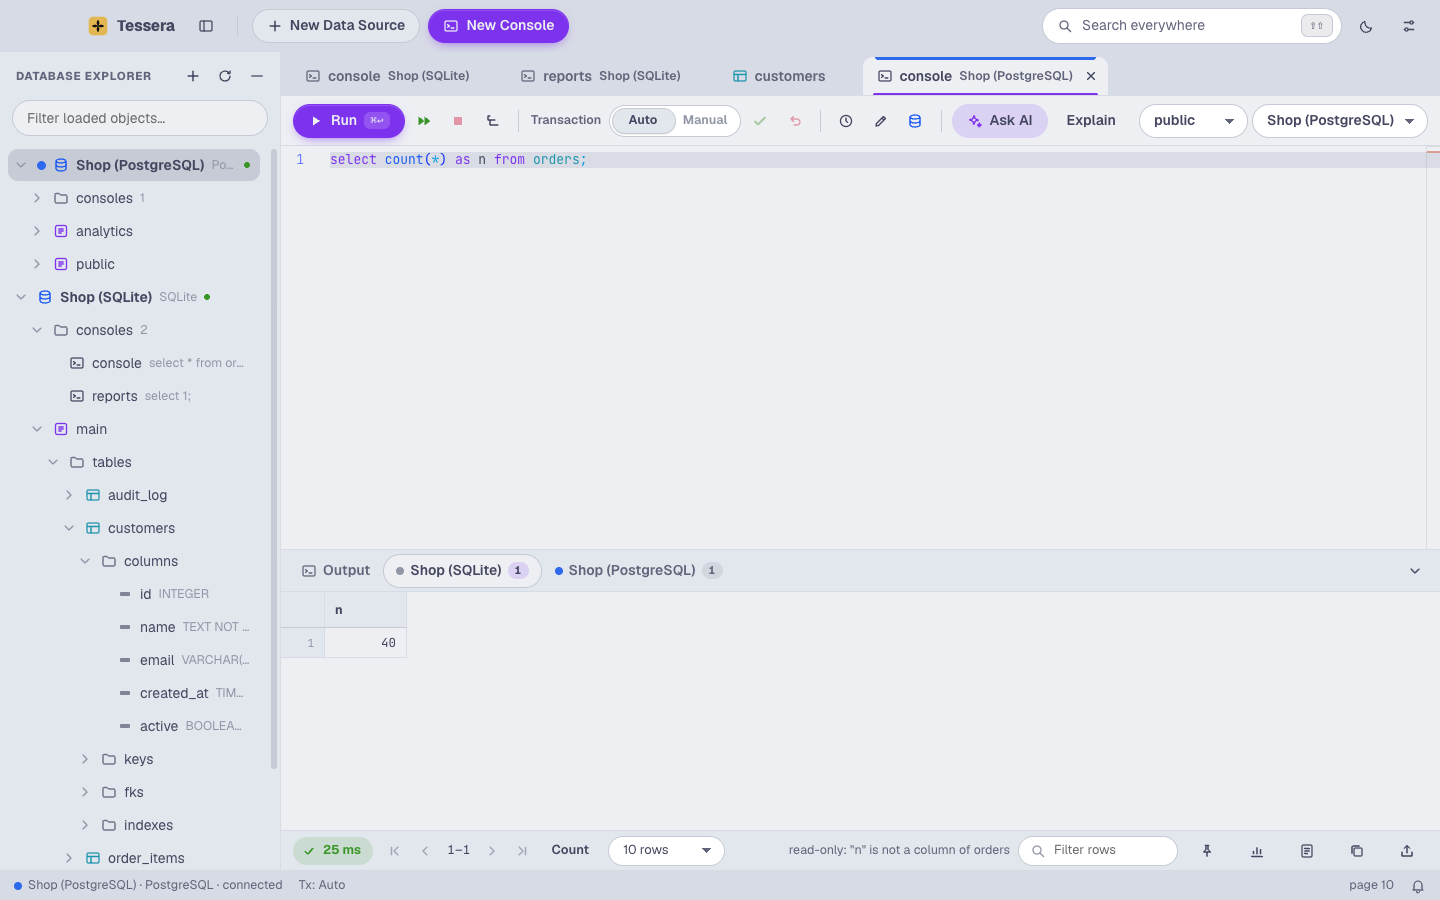 Tessera
New Data Source
New Console
Search everywhere
⇧⇧
DATABASE EXPLORER
Filter loaded objects…
Shop (PostgreSQL) Po…
consoles 1
analytics
public
Shop (SQLite) SQLite
consoles 2
console select * from or…
reports select 1;
main
tables
audit_log
customers
columns
id INTEGER
name TEXT NOT …
email VARCHAR(…
created_at TIM…
active BOOLEA…
keys
fks
indexes
order_items
console Shop (SQLite)
reports Shop (SQLite)
customers
console Shop (PostgreSQL)
Run ⌘↩
Transaction Auto Manual
Ask AI
Explain
public
Shop (PostgreSQL)
1 select count(*) as n from orders;
Output
Shop (SQLite) 1
Shop (PostgreSQL) 1
n
1 40
25 ms
1–1
Count
10 rows
read-only: "n" is not a column of orders
Filter rows
Shop (PostgreSQL) · PostgreSQL · connected
Tx: Auto
page 10